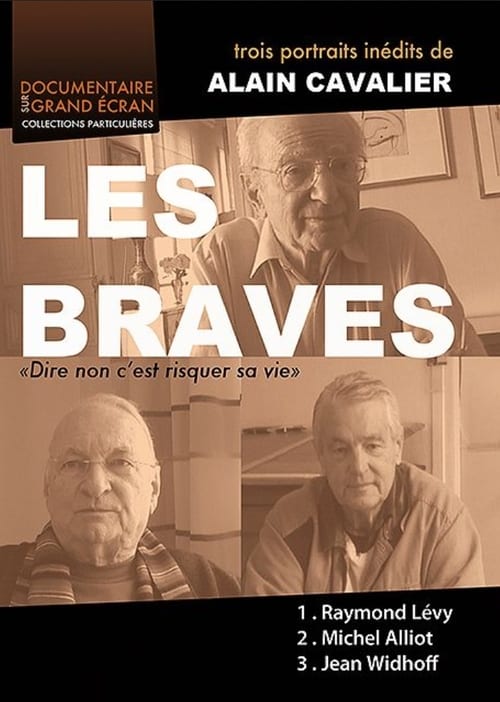 DOCUMENTAIRE
SUR GRAND ÉCRAN
COLLECTIONS PARTICULIÈRES
trois portraits inédits de
ALAIN CAVALIER
LES
BRAVES
«Dire non c’est risquer sa vie»
1 . Raymond Lévy
2 . Michel Alliot
3 . Jean Widhoff